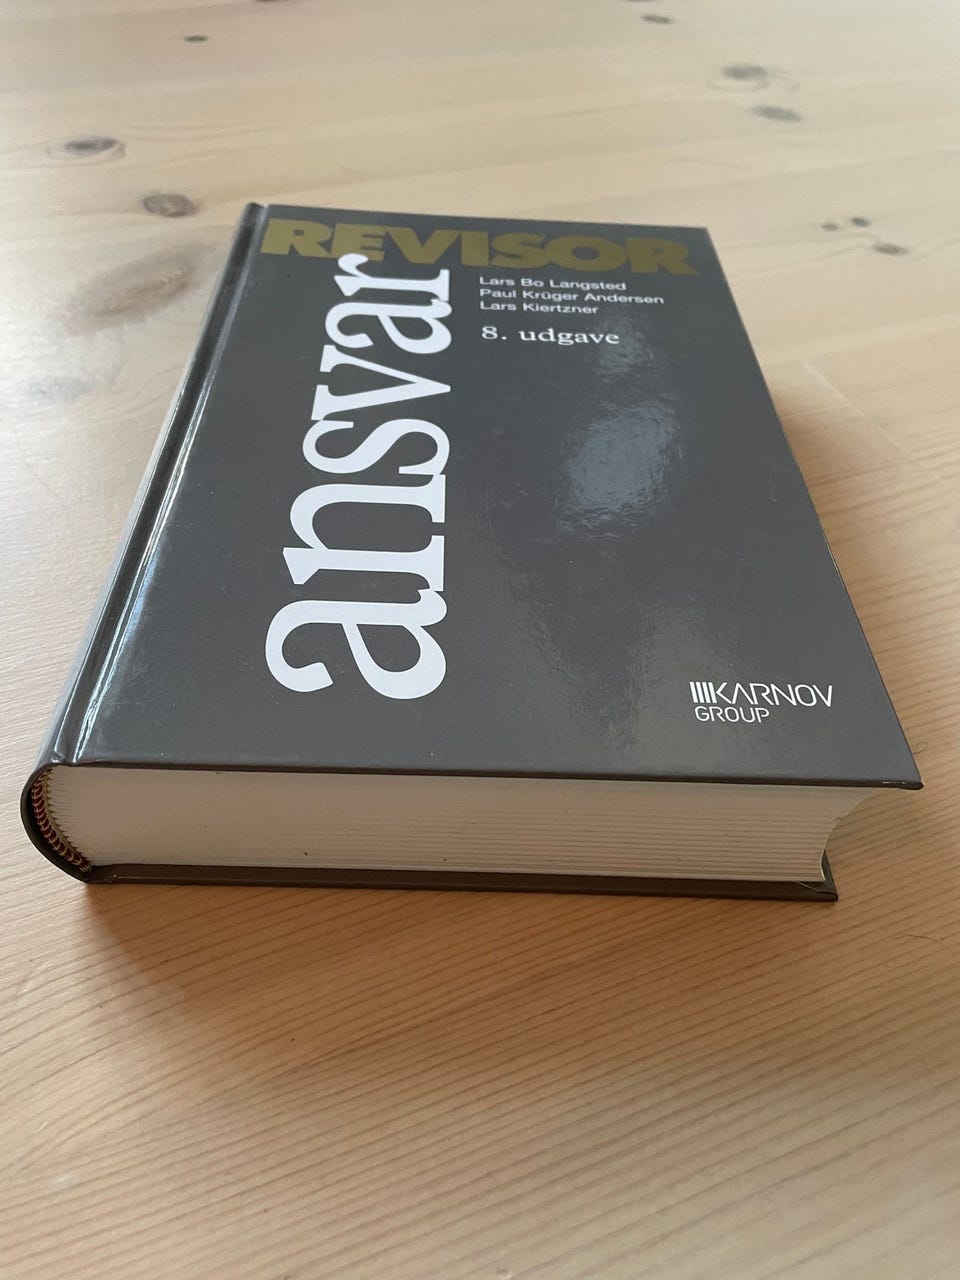 REVISOR
ansvar
Lars Bo Langsted
Paul Krüger Andersen
Lars Kiertzner
8. udgave
KARNOV
GROUP